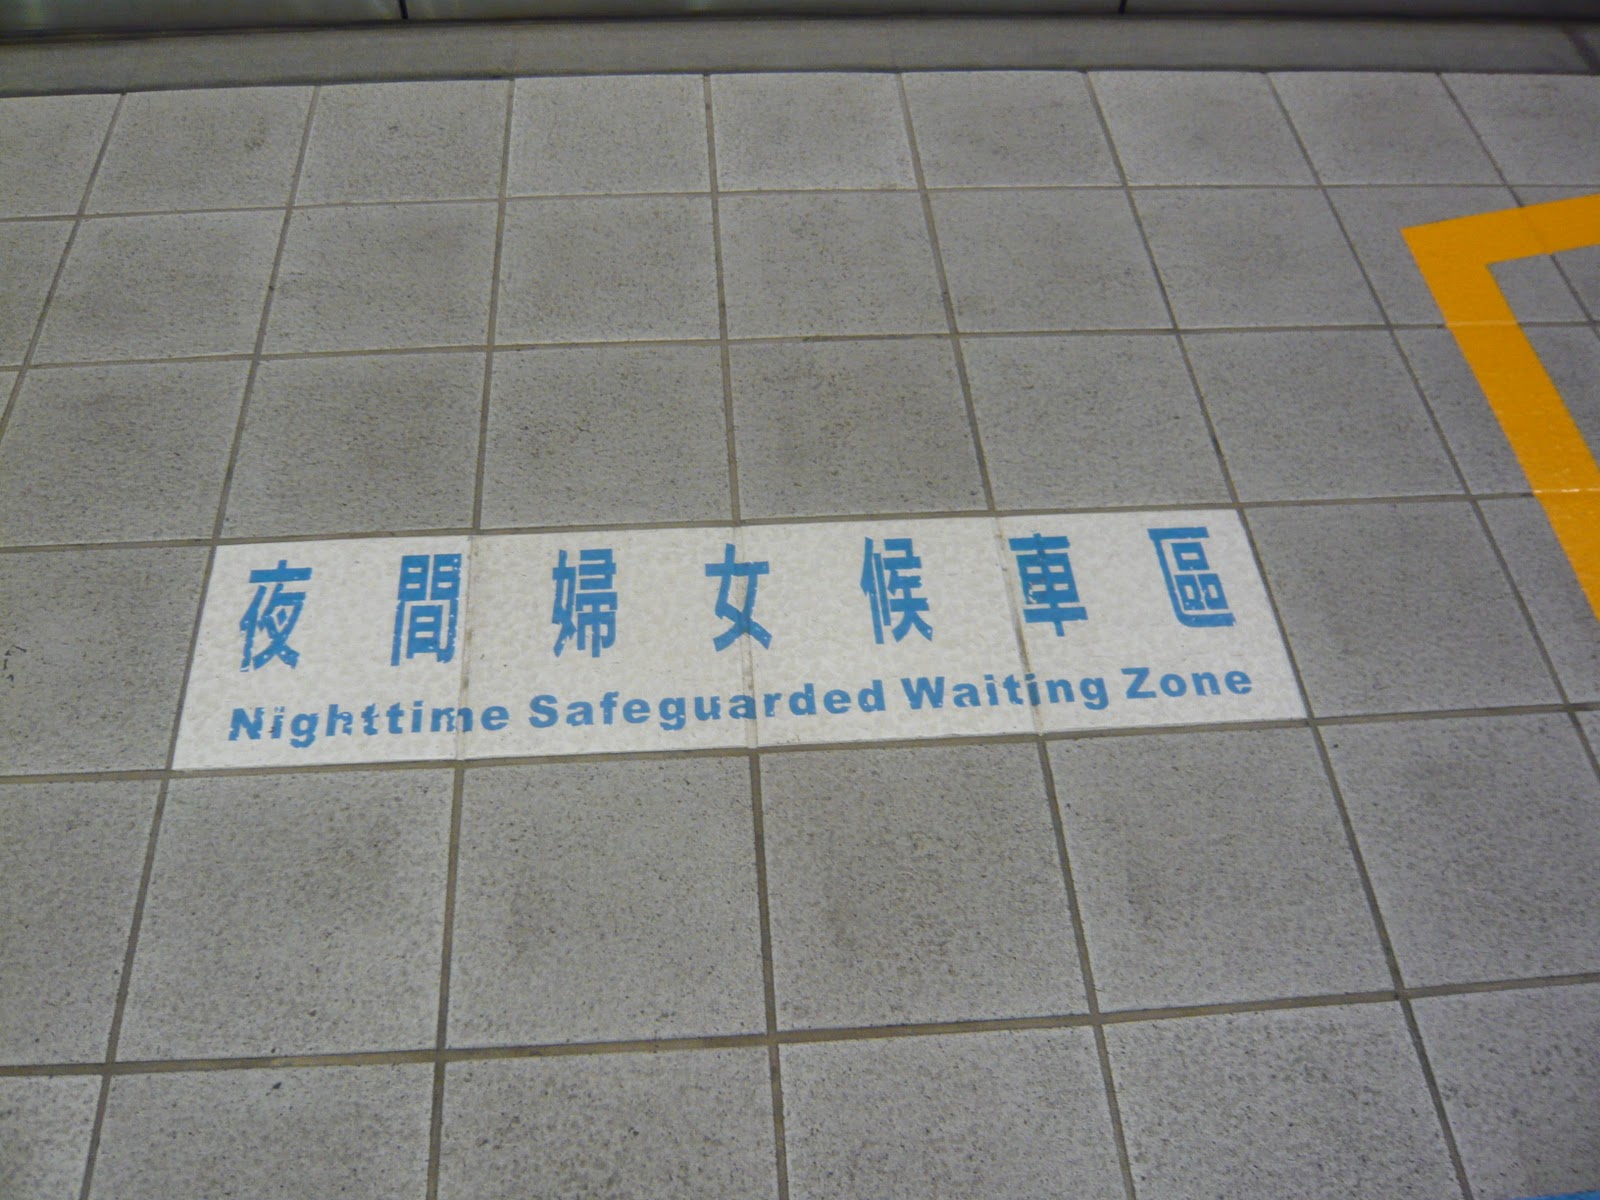 夜間婦女候車區
Nighttime Safeguarded Waiting Zone